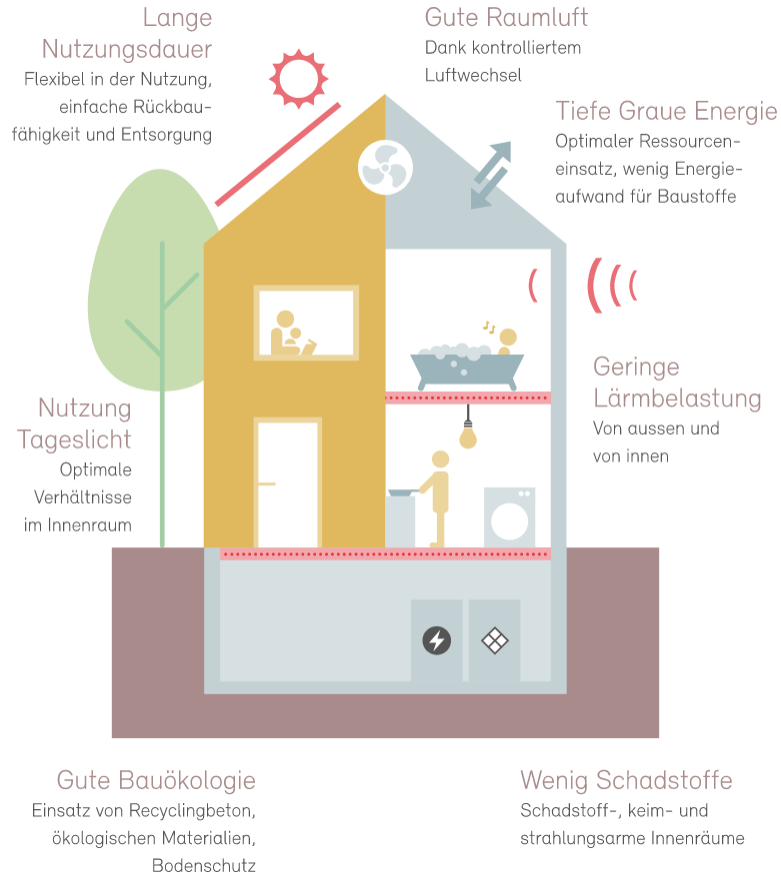 Lange
Nutzungsdauer
Flexibel in der Nutzung,
einfache Rückbau-
fähigkeit und Entsorgung
Gute Raumluft
Dank kontrolliertem
Luftwechsel
Tiefe Graue Energie
Optimaler Ressourcen-
einsatz, wenig Energie-
aufwand für Baustoffe
Geringe
Lärmbelastung
Von aussen und
von innen
Nutzung
Tageslicht
Optimale
Verhältnisse
im Innenraum
Gute Bauökologie
Einsatz von Recyclingbeton,
ökologischen Materialien,
Bodenschutz
Wenig Schadstoffe
Schadstoff-, keim- und
strahlungsarme Innenräume